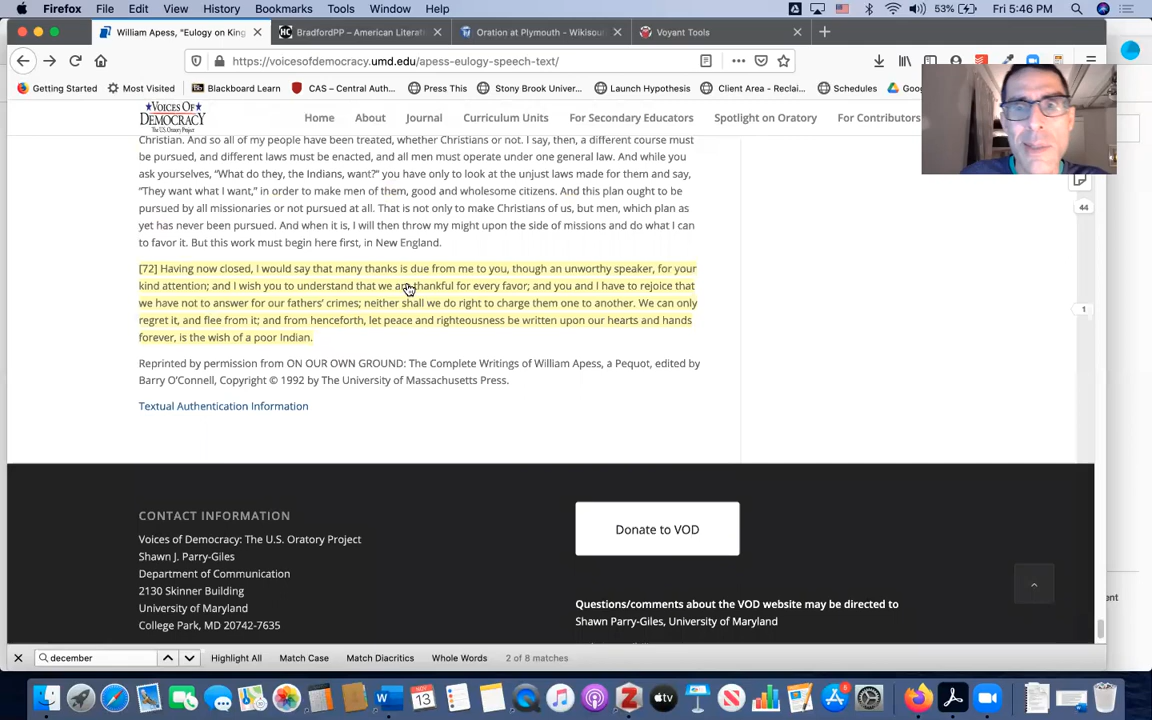 Firefox File Edit View History Bookmarks Tools Window Help 53% Fri 5:46 PM
William Apess, "Eulogy on King BradfordPP – American Literat Oration at Plymouth - Wikisou Voyant Tools
https://voicesofdemocracy.umd.edu/apess-eulogy-speech-text/
Getting Started Most Visited Blackboard Learn CAS – Central Auth... Press This Stony Brook Univer... Launch Hypothesis Client Area - Reclai... Schedules
VOICES OF DEMOCRACY
THE U.S. ORATORY PROJECT
Home About Journal Curriculum Units For Secondary Educators Spotlight on Oratory For Contributors
Christian. And so all of my people have been treated, whether Christians or not. I say, then, a different course must
be pursued, and different laws must be enacted, and all men must operate under one general law. And while you
ask yourselves, "What do they, the Indians, want?" you have only to look at the unjust laws made for them and say,
"They want what I want," in order to make men of them, good and wholesome citizens. And this plan ought to be
pursued by all missionaries or not pursued at all. That is not only to make Christians of us, but men, which plan as
yet has never been pursued. And when it is, I will then throw my might upon the side of missions and do what I can
to favor it. But this work must begin here first, in New England.
44
[72] Having now closed, I would say that many thanks is due from me to you, though an unworthy speaker, for your
kind attention; and I wish you to understand that we are thankful for every favor; and you and I have to rejoice that
we have not to answer for our fathers' crimes; neither shall we do right to charge them one to another. We can only
1
regret it, and flee from it; and from henceforth, let peace and righteousness be written upon our hearts and hands
forever, is the wish of a poor Indian.
Reprinted by permission from ON OUR OWN GROUND: The Complete Writings of William Apess, a Pequot, edited by
Barry O'Connell, Copyright © 1992 by The University of Massachusetts Press.
Textual Authentication Information
CONTACT INFORMATION
Voices of Democracy: The U.S. Oratory Project
Shawn J. Parry-Giles
Department of Communication
2130 Skinner Building
University of Maryland
College Park, MD 20742-7635
Donate to VOD
Questions/comments about the VOD website may be directed to
Shawn Parry-Giles, University of Maryland
december Highlight All Match Case Match Diacritics Whole Words 2 of 8 matches
NOV
13